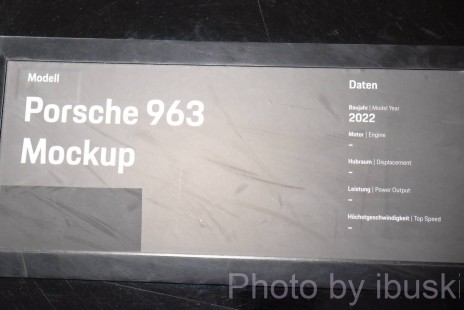 Modell
Porsche 963
Mockup
Daten
Baujahr | Model Year
2022
Motor | Engine
–
Hubraum | Displacement
–
Leistung | Power Output
–
Höchstgeschwindigkeit | Top Speed
–
Photo by ibuski